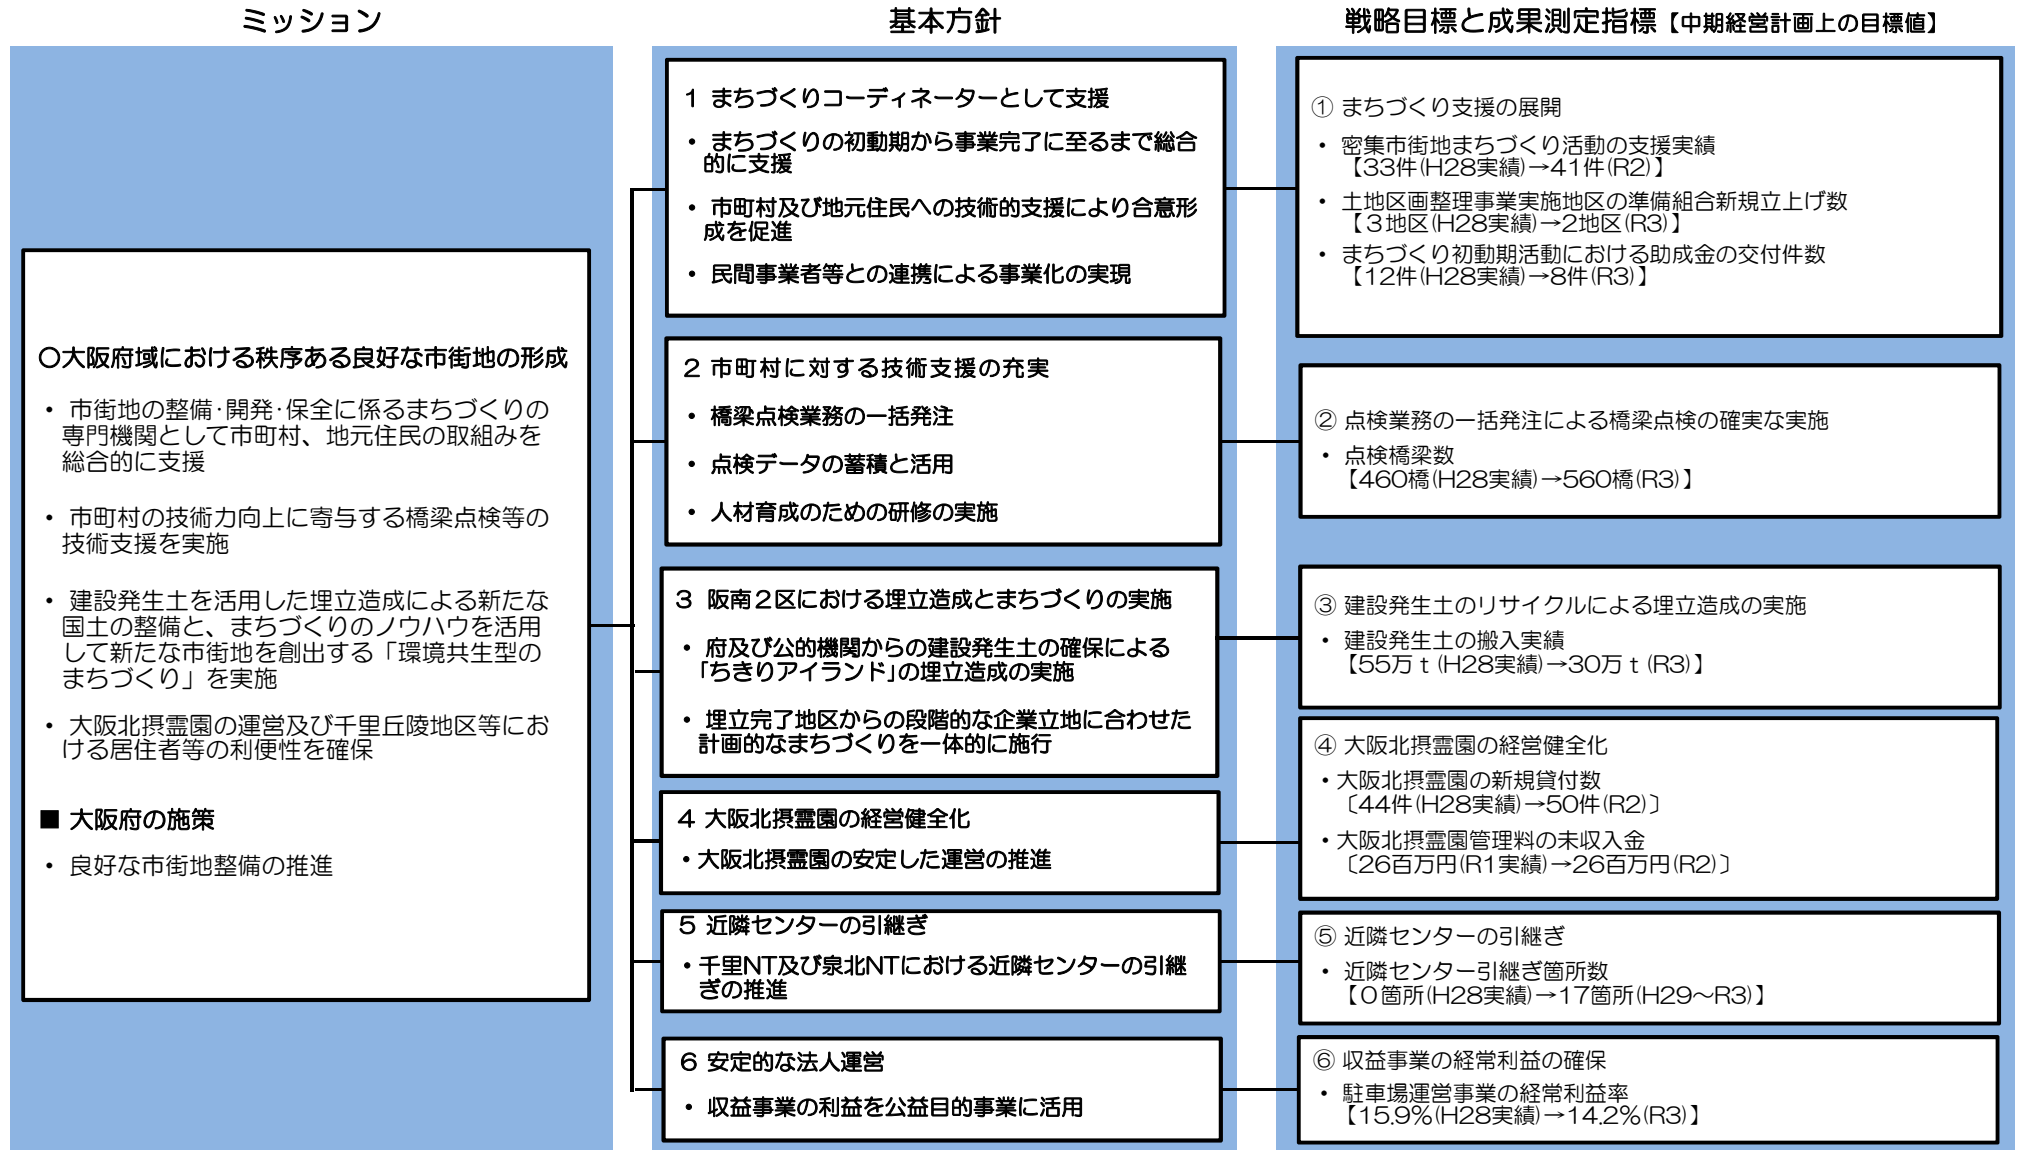 ミッション
〇大阪府域における秩序ある良好な市街地の形成
・ 市街地の整備･開発･保全に係るまちづくりの
専門機関として市町村、地元住民の取組みを
総合的に支援
・ 市町村の技術力向上に寄与する橋梁点検等の
技術支援を実施
・ 建設発生土を活用した埋立造成による新たな
国土の整備と、まちづくりのノウハウを活用
して新たな市街地を創出する「環境共生型の
まちづくり」を実施
・ 大阪北摂霊園の運営及び千里丘陵地区等にお
ける居住者等の利便性を確保
■ 大阪府の施策
・ 良好な市街地整備の推進
基本方針
1 まちづくりコーディネーターとして支援
・ まちづくりの初動期から事業完了に至るまで総合
的に支援
・ 市町村及び地元住民への技術的支援により合意形
成を促進
・ 民間事業者等との連携による事業化の実現
2 市町村に対する技術支援の充実
・ 橋梁点検業務の一括発注
・ 点検データの蓄積と活用
・ 人材育成のための研修の実施
3 阪南2区における埋立造成とまちづくりの実施
・ 府及び公的機関からの建設発生土の確保による
｢ちきりアイランド｣の埋立造成の実施
・ 埋立完了地区からの段階的な企業立地に合わせた
計画的なまちづくりを一体的に施行
4 大阪北摂霊園の経営健全化
・大阪北摂霊園の安定した運営の推進
5 近隣センターの引継ぎ
・千里NT及び泉北NTにおける近隣センターの引継
ぎの推進
6 安定的な法人運営
・ 収益事業の利益を公益目的事業に活用
戦略目標と成果測定指標【中期経営計画上の目標値】
① まちづくり支援の展開
・ 密集市街地まちづくり活動の支援実績
【33件(H28実績)→41件(R2)】
・ 土地区画整理事業実施地区の準備組合新規立上げ数
【3地区(H28実績)→2地区(R3)】
・ まちづくり初動期活動における助成金の交付件数
【12件(H28実績)→8件(R3)】
② 点検業務の一括発注による橋梁点検の確実な実施
・ 点検橋梁数
【460橋(H28実績)→560橋(R3)】
③ 建設発生土のリサイクルによる埋立造成の実施
・ 建設発生土の搬入実績
【55万ｔ(H28実績)→30万ｔ(R3)】
④ 大阪北摂霊園の経営健全化
・大阪北摂霊園の新規貸付数
〔44件(H28実績)→50件(R2)〕
・大阪北摂霊園管理料の未収入金
〔26百万円(R1実績)→26百万円(R2)〕
⑤ 近隣センターの引継ぎ
・ 近隣センター引継ぎ箇所数
【0箇所(H28実績)→17箇所(H29～R3)】
⑥ 収益事業の経常利益の確保
・ 駐車場運営事業の経常利益率
【15.9%(H28実績)→14.2%(R3)】